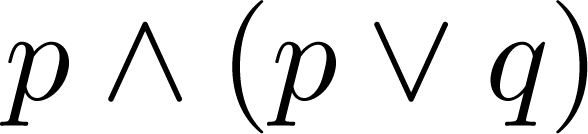 p ∧ (p ∨ q)